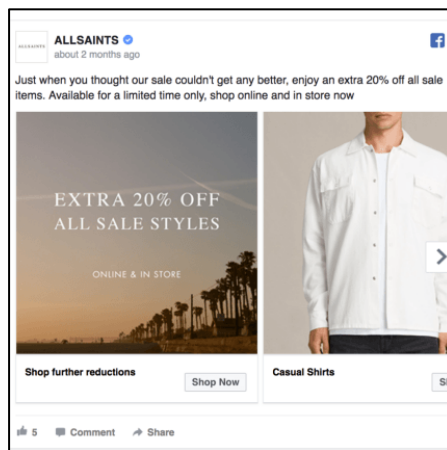 ALLSAINTS
ALLSAINTS
about 2 months ago
Just when you thought our sale couldn't get any better, enjoy an extra 20% off all sale
items. Available for a limited time only, shop online and in store now
EXTRA 20% OFF
ALL SALE STYLES
ONLINE & IN STORE
Shop further reductions
Shop Now
Casual Shirts
5
Comment
Share